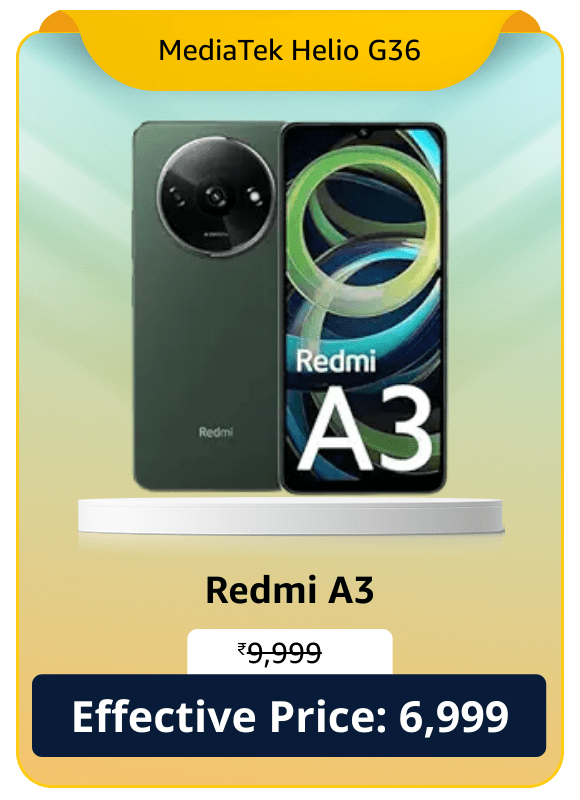 MediaTek Helio G36
Redmi
Redmi
A3
Redmi A3
₹9,999
Effective Price: 6,999